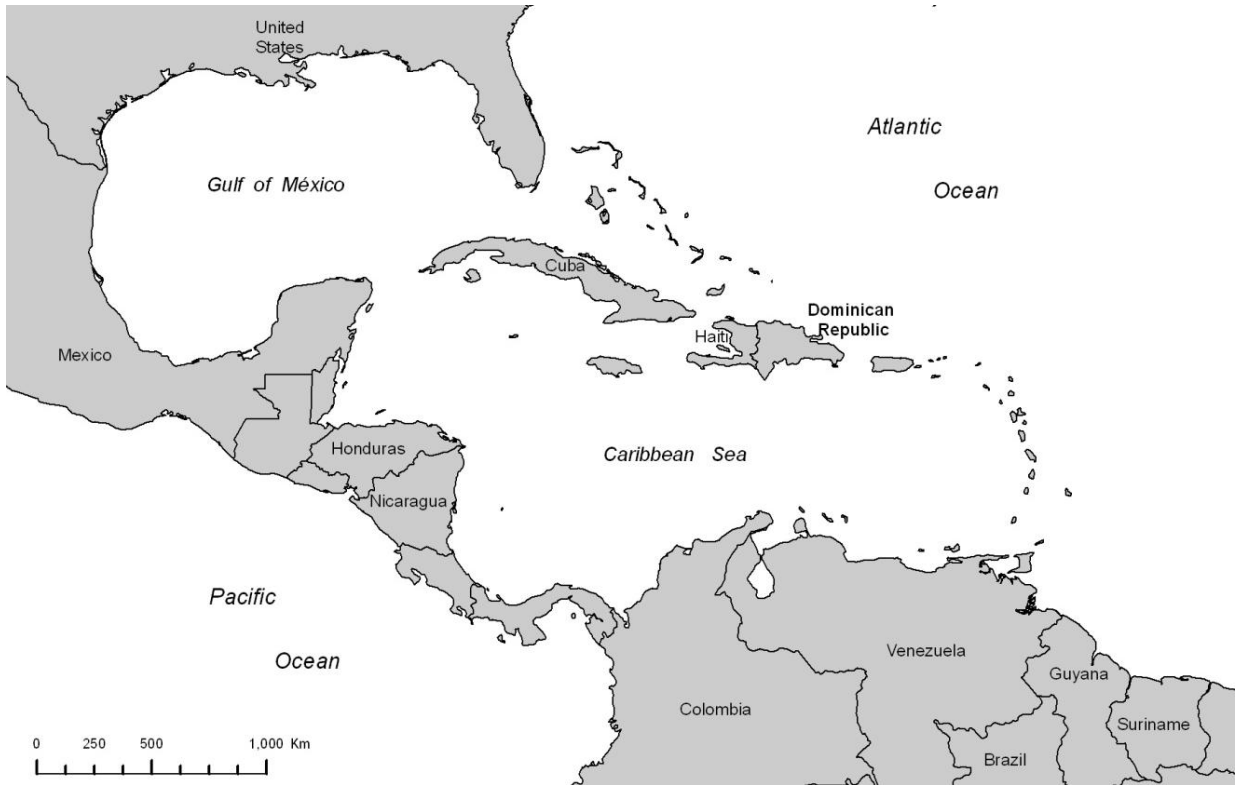 United
States
Atlantic
Gulf of México
Ocean
Cuba
Dominican
Republic
Haiti
Mexico
Honduras
Caribbean Sea
Nicaragua
Pacific
Venezuela
Ocean
Guyana
Colombia
Suriname
0 250 500 1,000 Km
Brazil